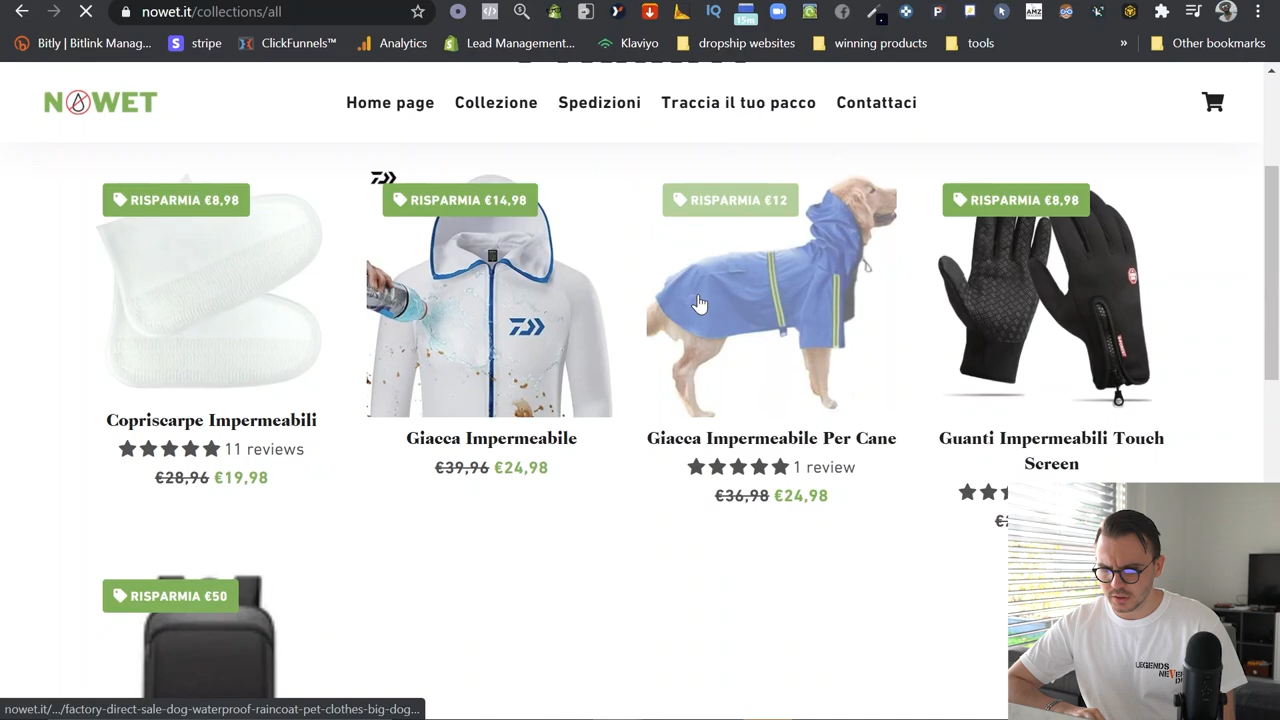 nowet.it/collections/all
15m
AMZ
Bitly | Bitlink Manag...
stripe
ClickFunnels™
Analytics
Lead Management...
Klaviyo
dropship websites
winning products
tools
»
Other bookmarks
NOWET
Home page
Collezione
Spedizioni
Traccia il tuo pacco
Contattaci
RISPARMIA €8,98
RISPARMIA €14,98
RISPARMIA €12
RISPARMIA €8,98
Copriscarpe Impermeabili
11 reviews
€28,96 €19,98
Giacca Impermeabile
€39,96 €24,98
Giacca Impermeabile Per Cane
1 review
€36,98 €24,98
Guanti Impermeabili Touch
Screen
RISPARMIA €50
LEGENDS
nowet.it/.../factory-direct-sale-dog-waterproof-raincoat-pet-clothes-big-dog...